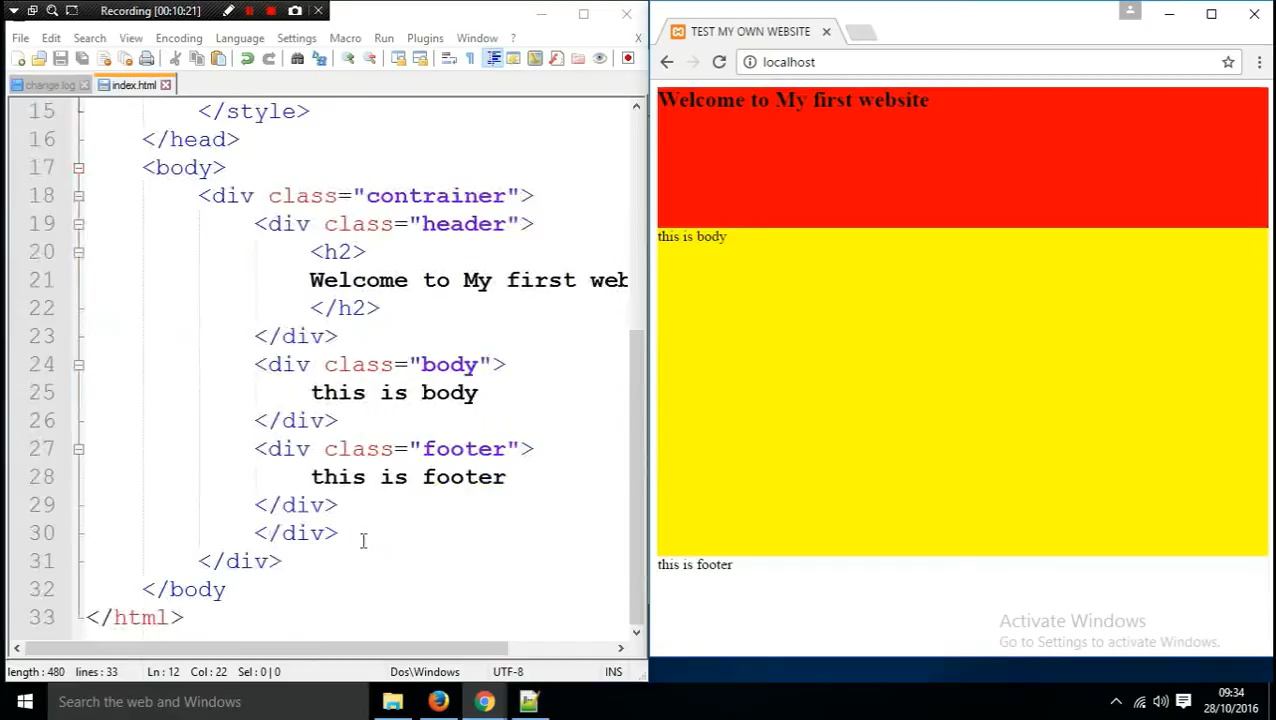 Recording [00:10:21]
File Edit Search View Encoding Language Settings Macro Run Plugins Window ? X
change.log index.html
15 </style>
16 </head>
17 <body>
18 <div class="contrainer">
19 <div class="header">
20 <h2>
21 Welcome to My first web
22 </h2>
23 </div>
24 <div class="body">
25 this is body
26 </div>
27 <div class="footer">
28 this is footer
29 </div>
30 </div>
31 </div>
32 </body
33 </html>
length : 480 lines : 33 Ln : 12 Col : 22 Sel : 0 | 0 Dos\Windows UTF-8 INS
TEST MY OWN WEBSITE
localhost
Welcome to My first website
this is body
this is footer
Activate Windows
Go to Settings to activate Windows.
Search the web and Windows
09:34
28/10/2016